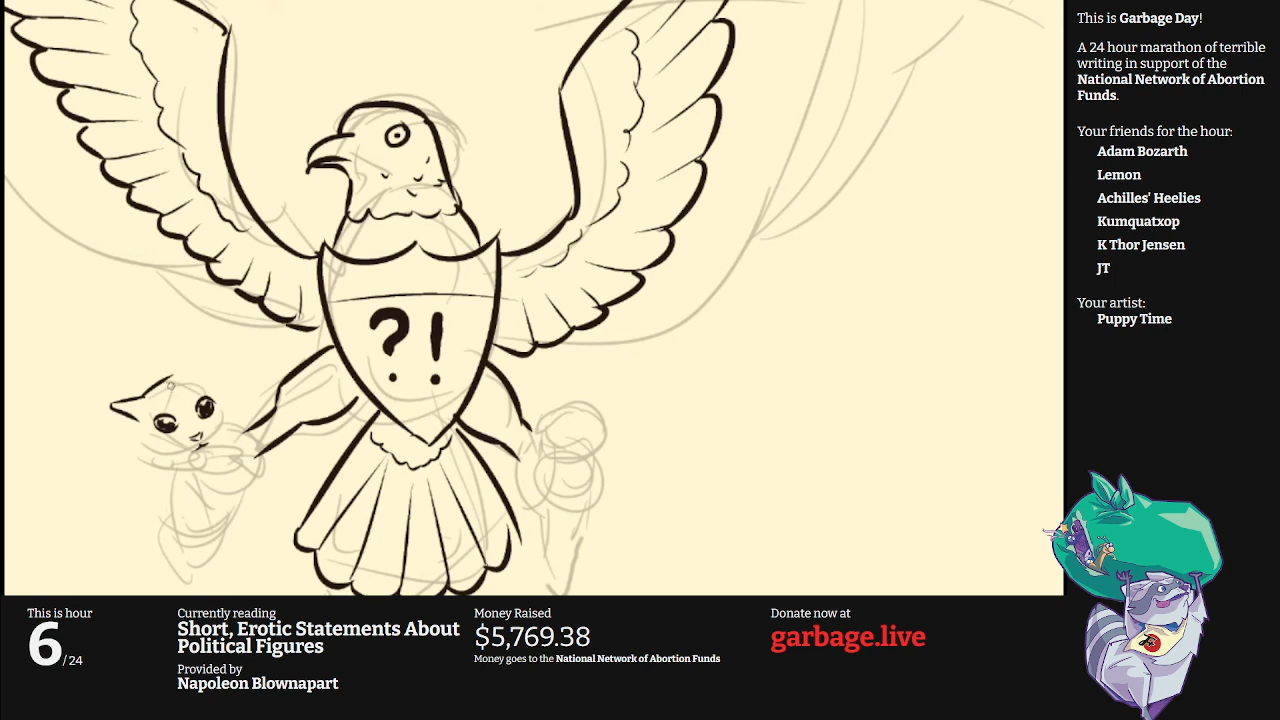 This is Garbage Day!
A 24 hour marathon of terrible
writing in support of the
National Network of Abortion
Funds.
Your friends for the hour:
Adam Bozarth
Lemon
Achilles' Heelies
Kumquatxop
K Thor Jensen
JT
Your artist:
Puppy Time
?!
This is hour
6/24
Currently reading
Short, Erotic Statements About
Political Figures
Provided by
Napoleon Blownapart
Money Raised
$5,769.38
Money goes to the National Network of Abortion Funds
Donate now at
garbage.live